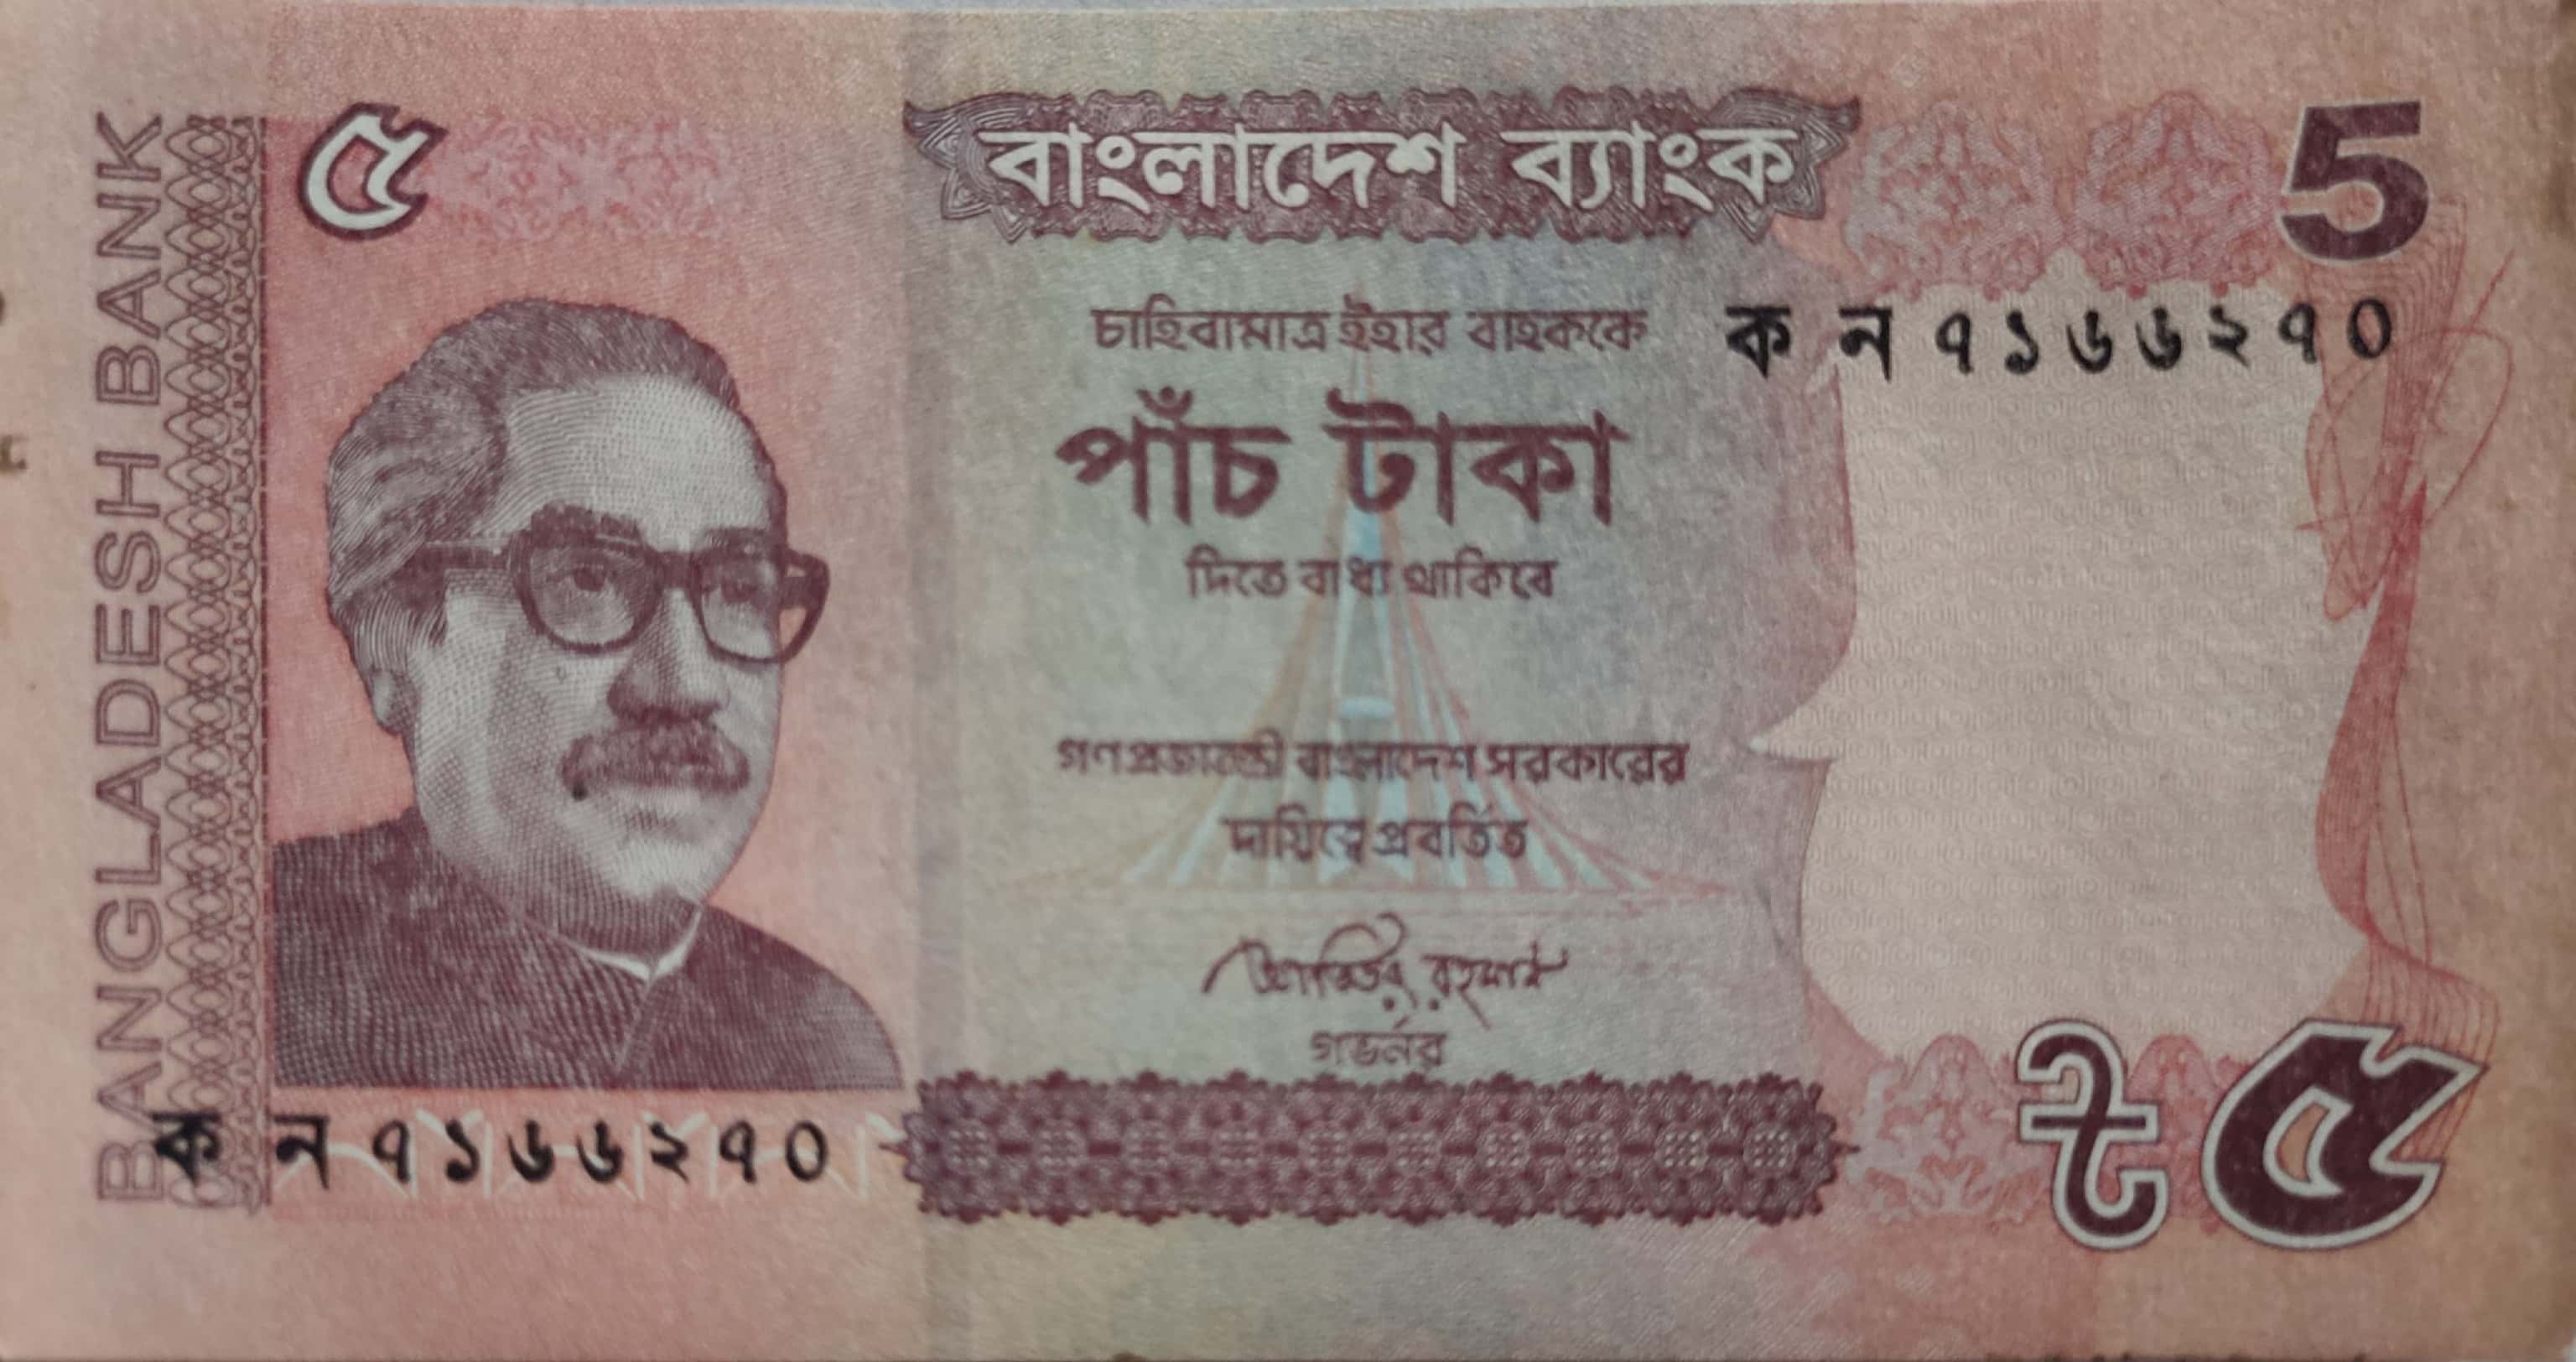 BANGLADESH BANK
৫
বাংলাদেশ ব্যাংক
5
চাহিবামাত্র ইহার বাহককে
ক ন ৭১৬৬২৭০
পাঁচ টাকা
দিতে বাধ্য থাকিবে
গণপ্রজাতন্ত্রী বাংলাদেশ সরকারের
দায়িত্বে প্রবর্তিত
আতিউর রহমান
গভর্নর
ক ন ৭১৬৬২৭০
৳ ৫